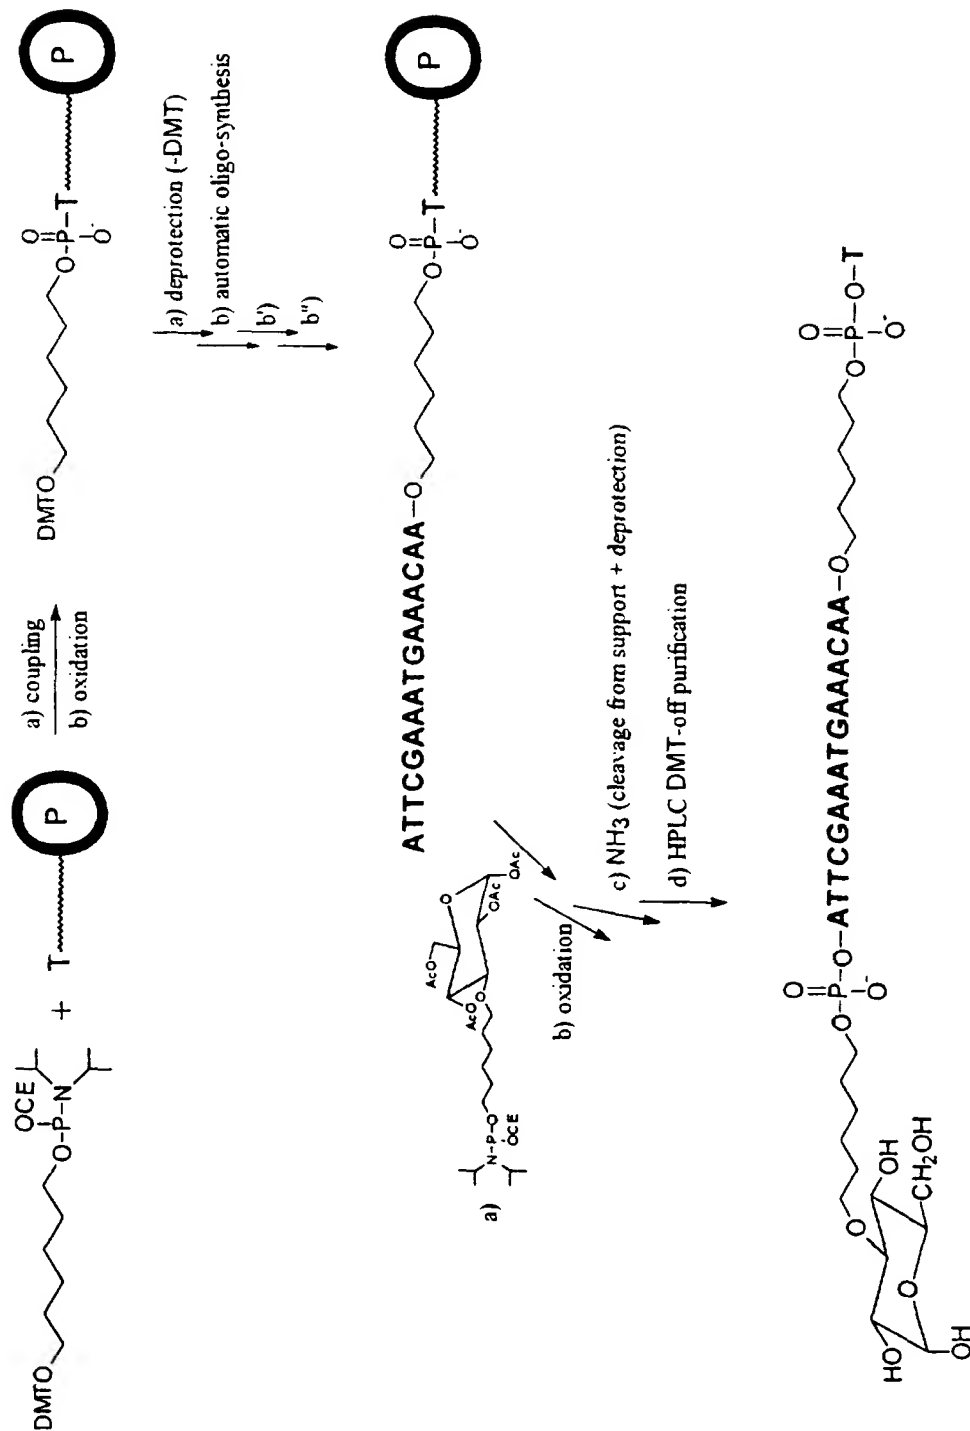 DMTO
O-P-N
OCE
+
T
P
a) coupling
b) oxidation
DMTO
O
O-P-T
O-
P
a) deprotection (-DMT)
b) automatic oligo-synthesis
b')
b'')
ATTCGAAATGAAACAA-O
O
O-P-T
O-
P
a)
N-P-O
OCE
AcO
O
AcO
O
OAc
OAc
b) oxidation
c) NH3 (cleavage from support + deprotection)
d) HPLC DMT-off purification
HO
OH
O
O
OH
CH2OH
O
O-P-O-ATTCGAAATGAAACAA-O
O-
O
O-P-O-T
O-